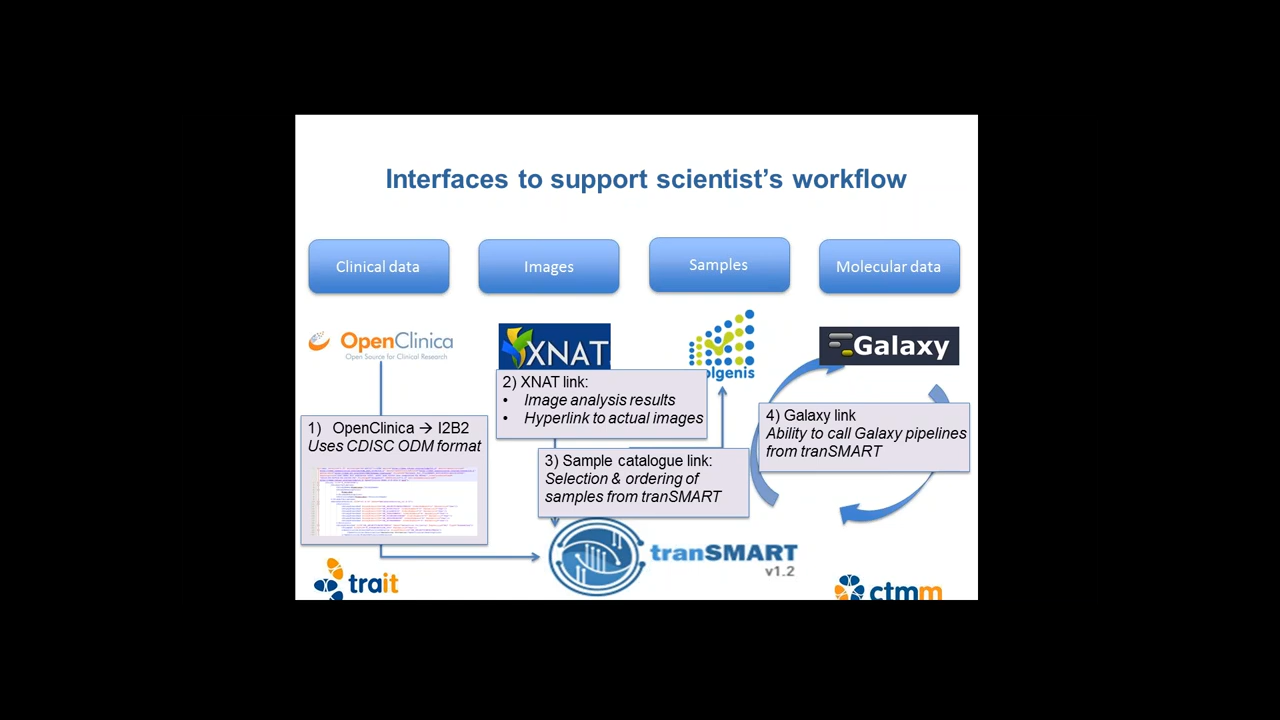 Interfaces to support scientist's workflow
Clinical data
Images
Samples
Molecular data
OpenClinica
Open Source for Clinical Research
XNAT
olgenis
Galaxy
2) XNAT link:
• Image analysis results
• Hyperlink to actual images
4) Galaxy link
Ability to call Galaxy pipelines
from tranSMART
1) OpenClinica → I2B2
Uses CDISC ODM format
3) Sample catalogue link:
Selection & ordering of
samples from tranSMART
tranSMART
v1.2
trait
ctmm